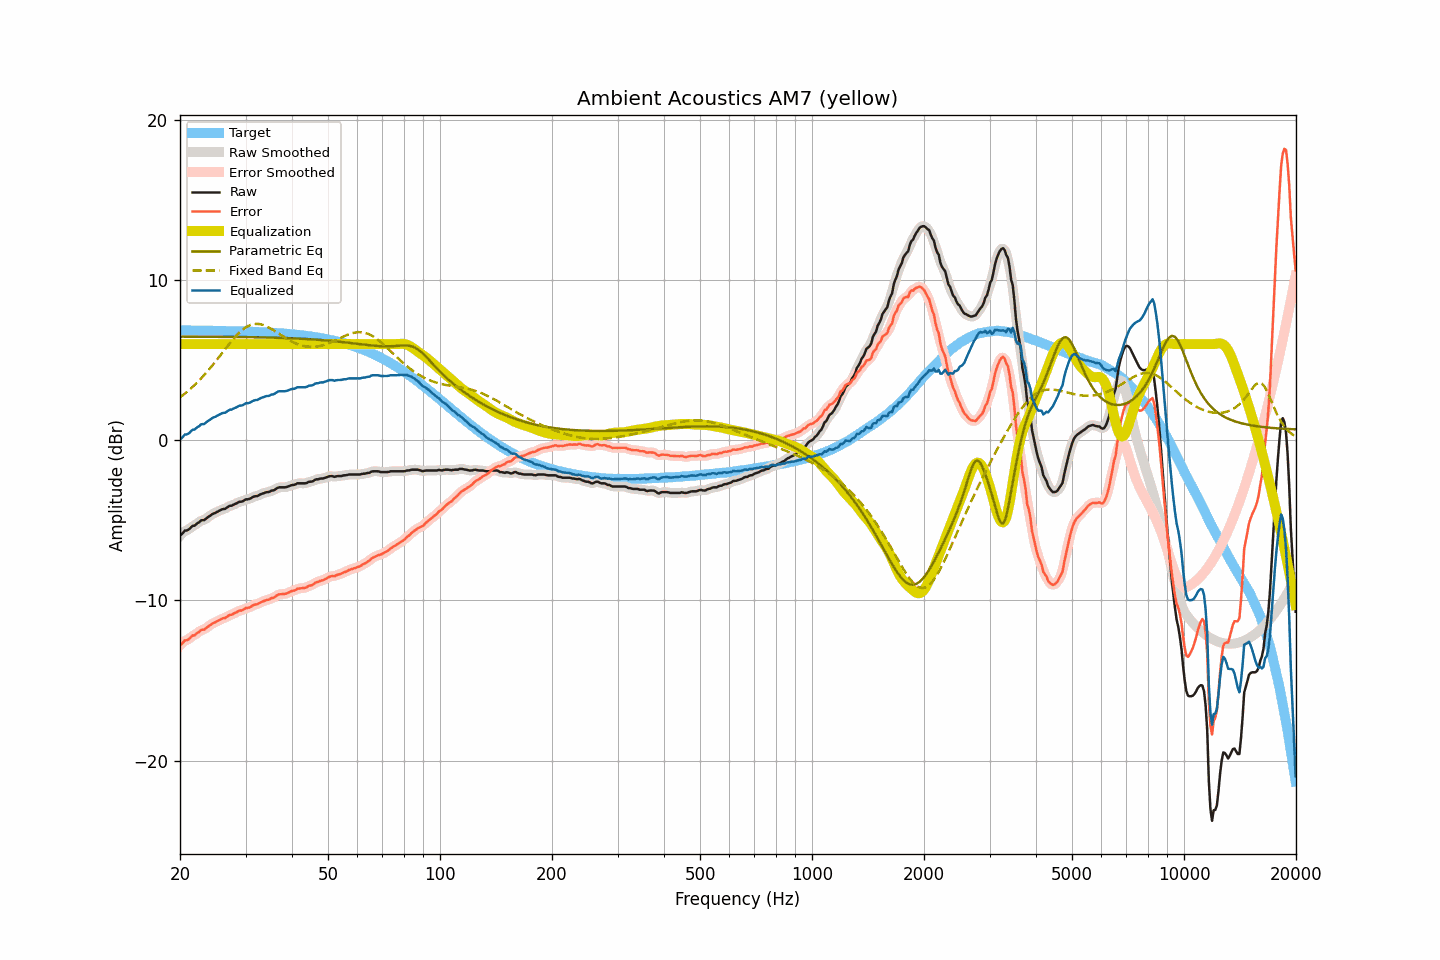 Ambient Acoustics AM7 (yellow)
Target
Raw Smoothed
Error Smoothed
Raw
Error
Equalization
Parametric Eq
Fixed Band Eq
Equalized
20
10
0
−10
−20
Amplitude (dBr)
20 50 100 200 500 1000 2000 5000 10000 20000
Frequency (Hz)